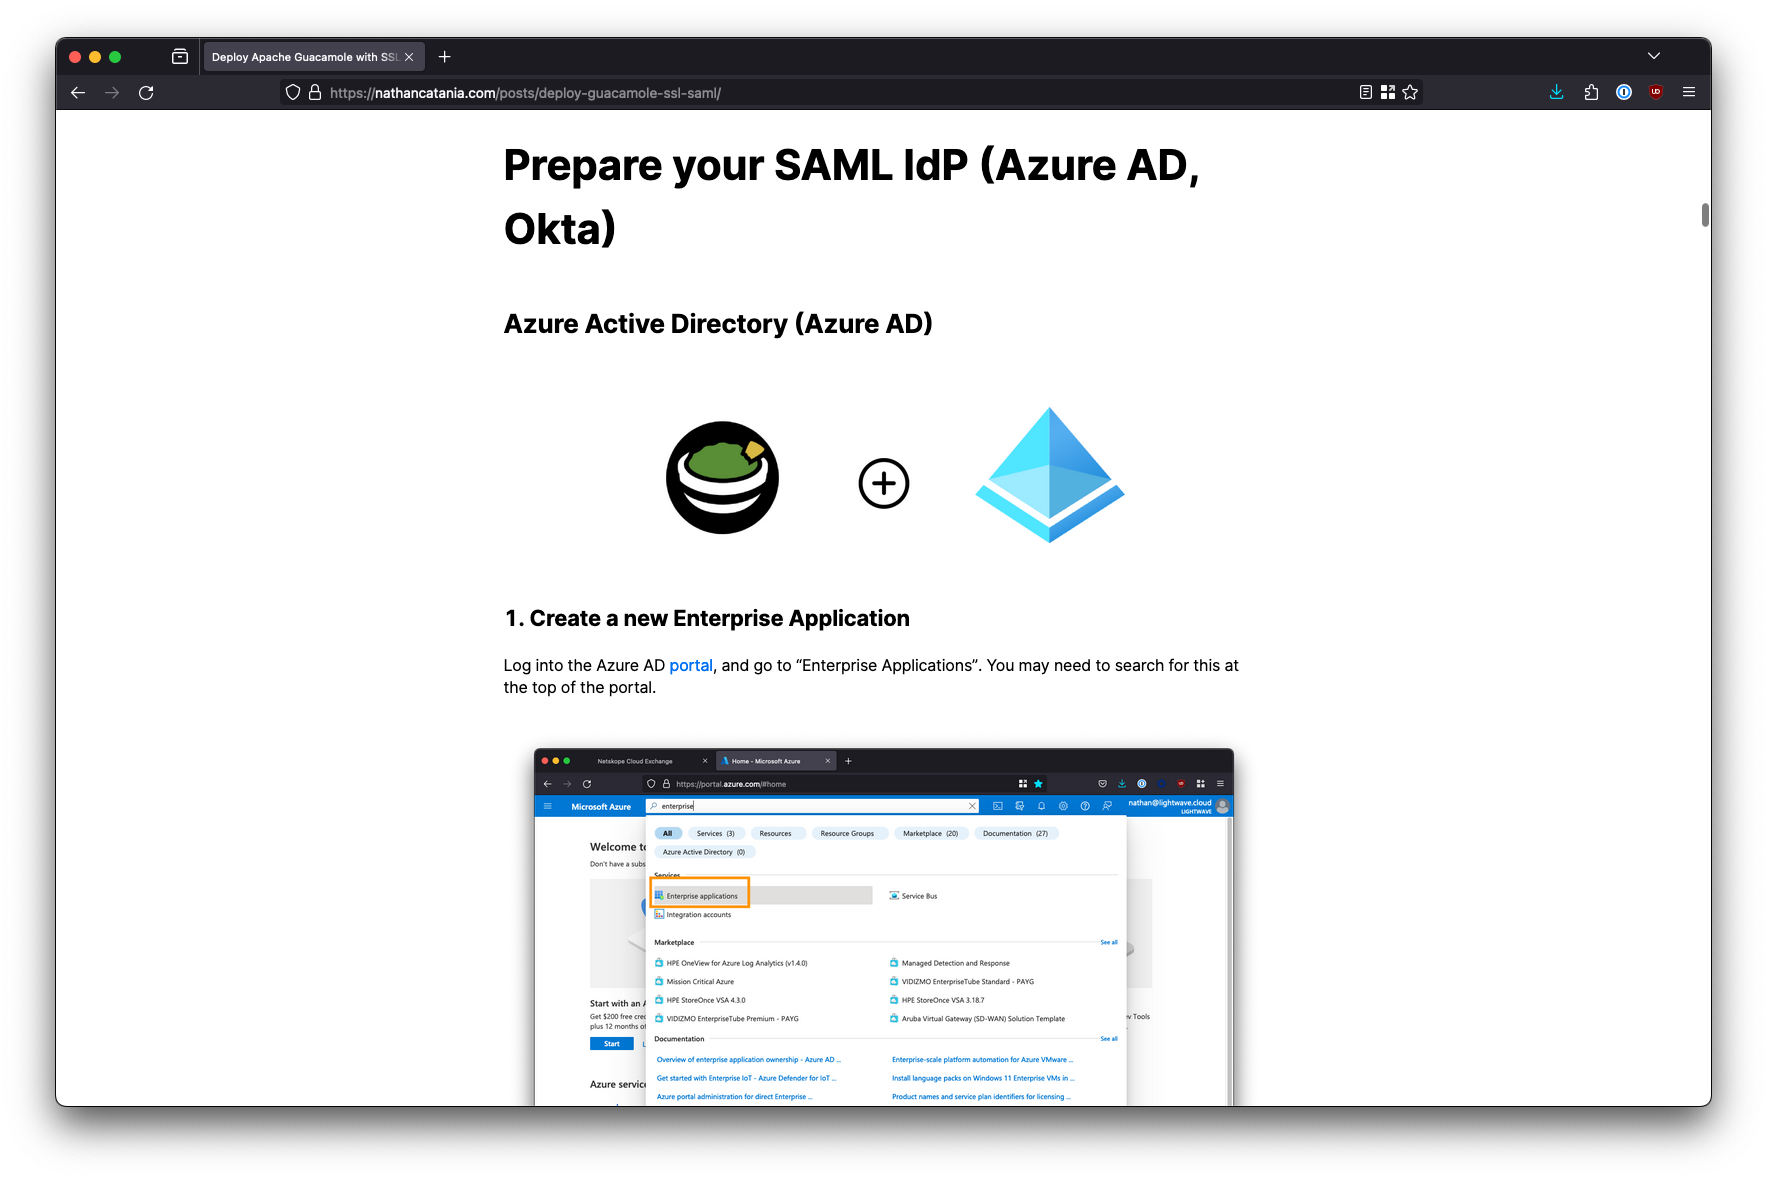 Deploy Apache Guacamole with SSL
https://nathancatania.com/posts/deploy-guacamole-ssl-saml/
Prepare your SAML IdP (Azure AD,
Okta)
Azure Active Directory (Azure AD)
1. Create a new Enterprise Application
Log into the Azure AD portal, and go to “Enterprise Applications”. You may need to search for this at
the top of the portal.
Netskope Cloud Exchange
Home - Microsoft Azure
https://portal.azure.com/#home
Microsoft Azure
enterprise
nathan@lightwave.cloud
LIGHTWAVE
All
Services (3)
Resources
Resource Groups
Marketplace (20)
Documentation (27)
Azure Active Directory (0)
Welcome to
Don't have a subs
Services
Enterprise applications
Service Bus
Integration accounts
Marketplace
See all
HPE OneView for Azure Log Analytics (v1.4.0)
Managed Detection and Response
Mission Critical Azure
VIDIZMO EnterpriseTube Standard - PAYG
HPE StoreOnce VSA 4.3.0
HPE StoreOnce VSA 3.18.7
VIDIZMO EnterpriseTube Premium - PAYG
Aruba Virtual Gateway (SD-WAN) Solution Template
Start with an A
Get $200 free cred
plus 12 months of
Start
ev Tools
Documentation
See all
Overview of enterprise application ownership - Azure AD ...
Enterprise-scale platform automation for Azure VMware ...
Get started with Enterprise IoT - Azure Defender for IoT ...
Install language packs on Windows 11 Enterprise VMs in ...
Azure portal administration for direct Enterprise ...
Product names and service plan identifiers for licensing ...
Azure service